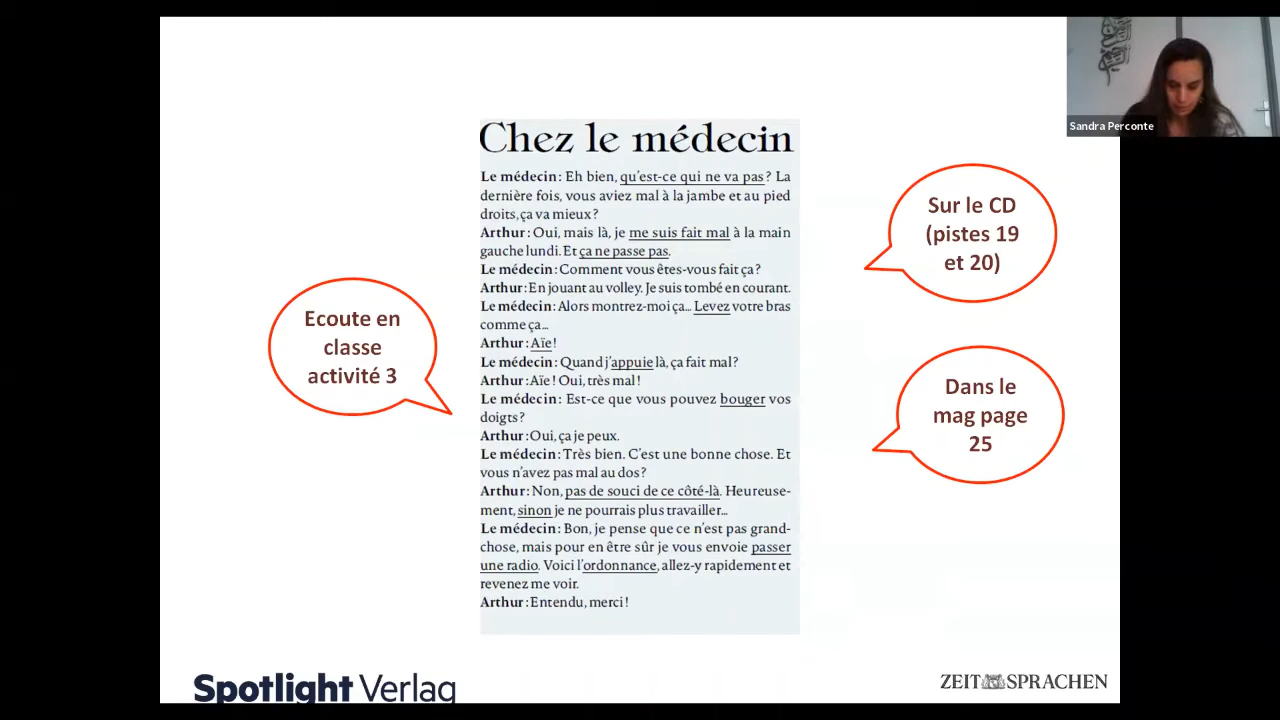 Sandra Perconte
Chez le médecin
Le médecin : Eh bien, qu'est-ce qui ne va pas ? La
dernière fois, vous aviez mal à la jambe et au pied
droits, ça va mieux ?
Arthur : Oui, mais là, je me suis fait mal à la main
gauche lundi. Et ça ne passe pas.
Le médecin : Comment vous êtes-vous fait ça ?
Arthur : En jouant au volley. Je suis tombé en courant.
Le médecin : Alors montrez-moi ça... Levez votre bras
comme ça...
Arthur : Aïe !
Le médecin : Quand j'appuie là, ça fait mal ?
Arthur : Aïe ! Oui, très mal !
Le médecin : Est-ce que vous pouvez bouger vos
doigts ?
Arthur : Oui, ça je peux.
Le médecin : Très bien. C'est une bonne chose. Et
vous n'avez pas mal au dos ?
Arthur : Non, pas de souci de ce côté-là. Heureuse-
ment, sinon je ne pourrais plus travailler...
Le médecin : Bon, je pense que ce n'est pas grand-
chose, mais pour en être sûr je vous envoie passer
une radio. Voici l'ordonnance, allez-y rapidement et
revenez me voir.
Arthur : Entendu, merci !
Ecoute en
classe
activité 3
Sur le CD
(pistes 19
et 20)
Dans le
mag page
25
Spotlight Verlag
ZEIT SPRACHEN